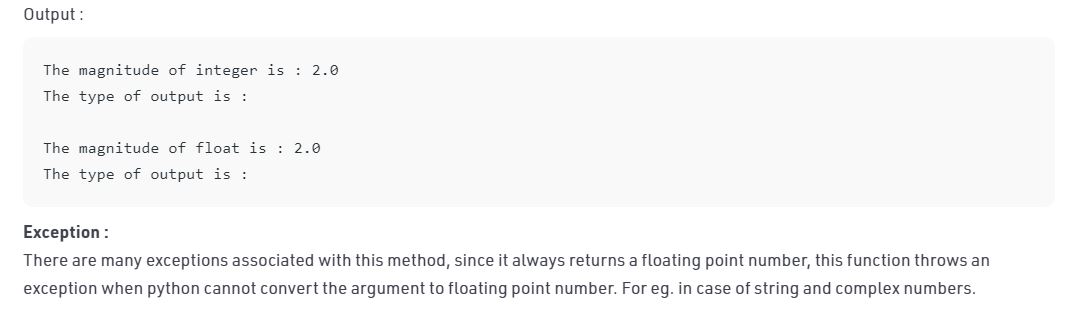 Output :
The magnitude of integer is : 2.0
The type of output is :
The magnitude of float is : 2.0
The type of output is :
Exception :
There are many exceptions associated with this method, since it always returns a floating point number, this function throws an
exception when python cannot convert the argument to floating point number. For eg. in case of string and complex numbers.